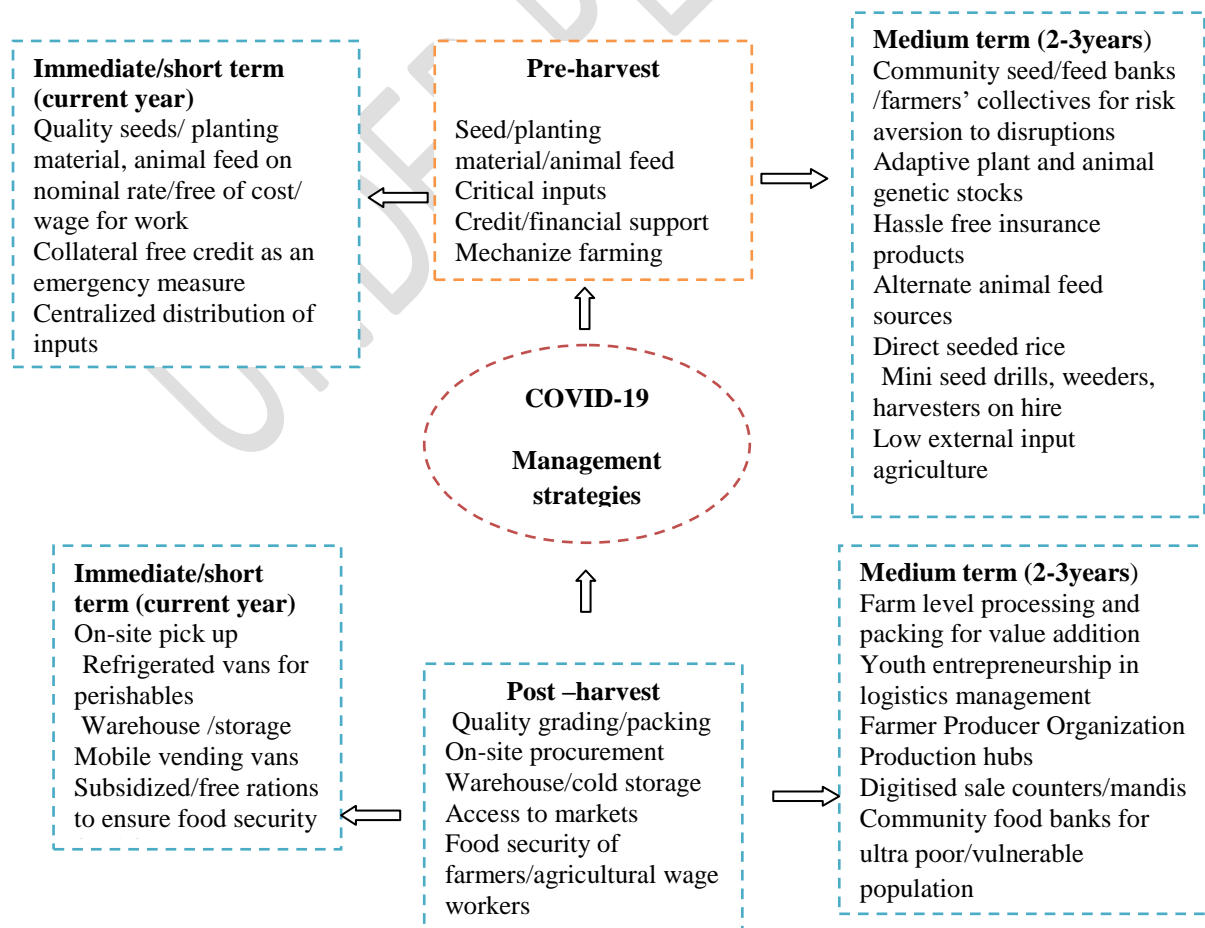 Immediate/short term
(current year)
Quality seeds/ planting
material, animal feed on
nominal rate/free of cost/
wage for work
Collateral free credit as an
emergency measure
Centralized distribution of
inputs
Pre-harvest
Seed/planting
material/animal feed
Critical inputs
Credit/financial support
Mechanize farming
Medium term (2-3years)
Community seed/feed banks
/farmers’ collectives for risk
aversion to disruptions
Adaptive plant and animal
genetic stocks
Hassle free insurance
products
Alternate animal feed
sources
Direct seeded rice
Mini seed drills, weeders,
harvesters on hire
Low external input
agriculture
COVID-19
Management
strategies
Immediate/short
term (current year)
On-site pick up
Refrigerated vans for
perishables
Warehouse /storage
Mobile vending vans
Subsidized/free rations
to ensure food security
Post –harvest
Quality grading/packing
On-site procurement
Warehouse/cold storage
Access to markets
Food security of
farmers/agricultural wage
workers
Medium term (2-3years)
Farm level processing and
packing for value addition
Youth entrepreneurship in
logistics management
Farmer Producer Organization
Production hubs
Digitised sale counters/mandis
Community food banks for
ultra poor/vulnerable
population